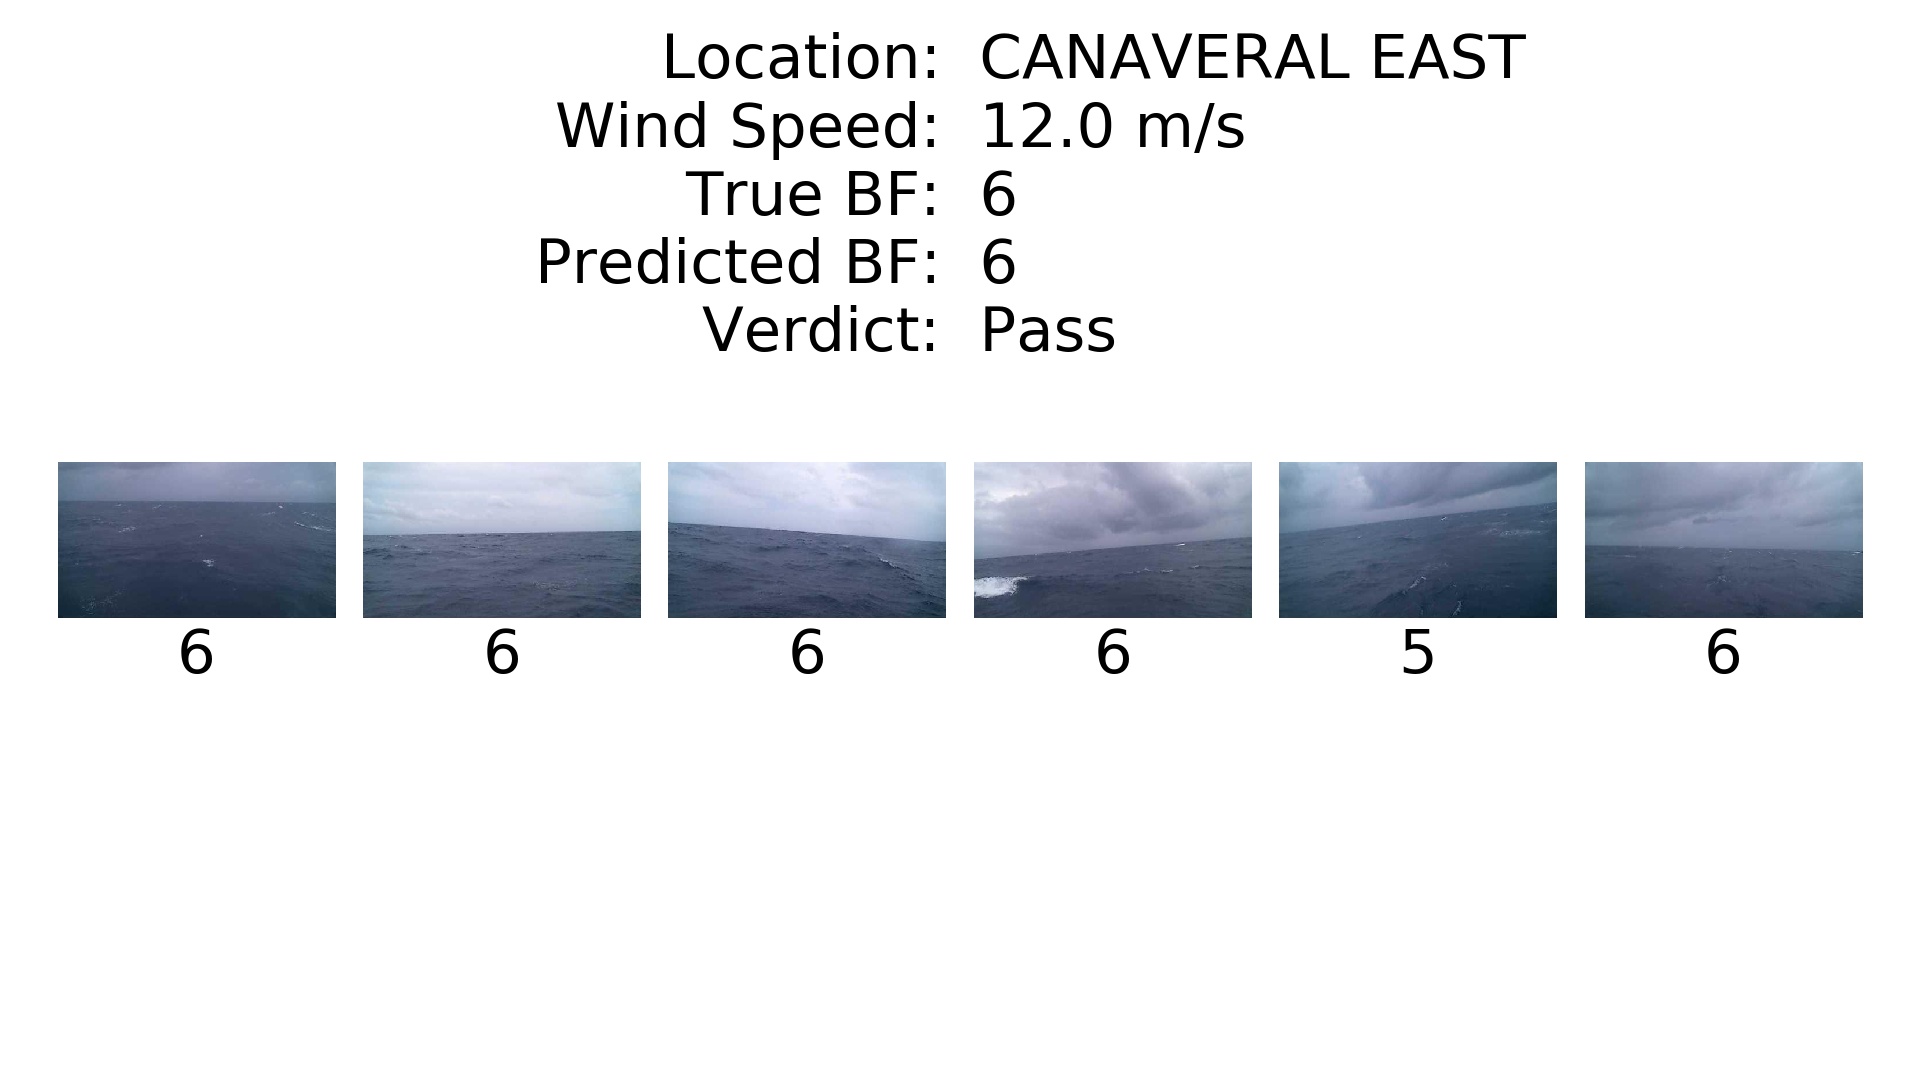 Location: CANAVERAL EAST
Wind Speed: 12.0 m/s
True BF: 6
Predicted BF: 6
Verdict: Pass
6 6 6 6 5 6